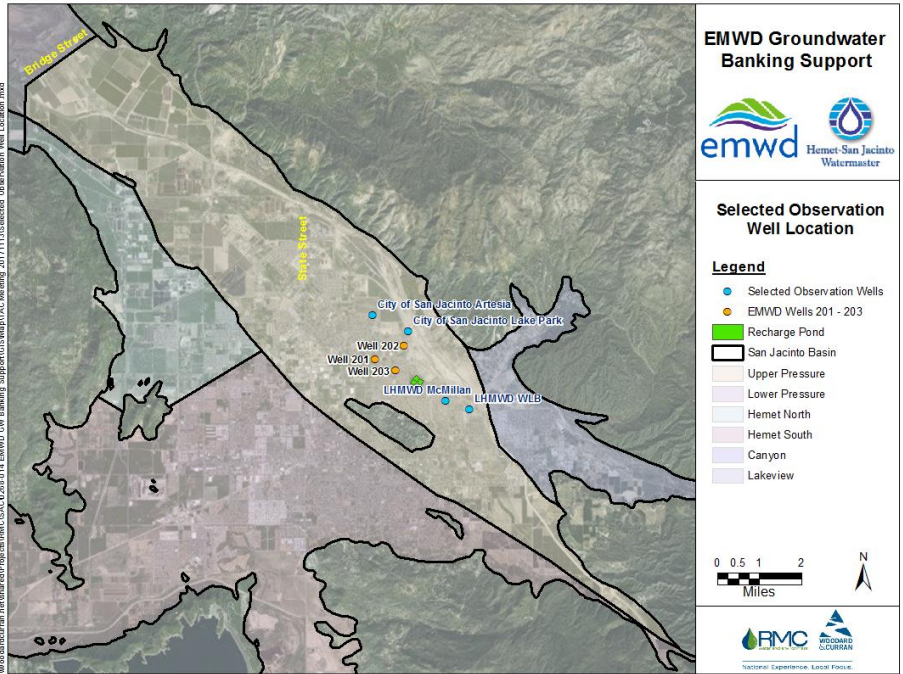 Bridge Street
State Street
City of San Jacinto Artesia
City of San Jacinto Lake Park
Well 202
Well 201
Well 203
LHMWD McMillan
LHMWD WLB
EMWD Groundwater
Banking Support
emwd
Hemet-San Jacinto
Watermaster
Selected Observation
Well Location
Legend
Selected Observation Wells
EMWD Wells 201 - 203
Recharge Pond
San Jacinto Basin
Upper Pressure
Lower Pressure
Hemet North
Hemet South
Canyon
Lakeview
0 0.5 1 2
Miles
N
RMC
WOODARD
&CURRAN
National Experience. Local Focus.